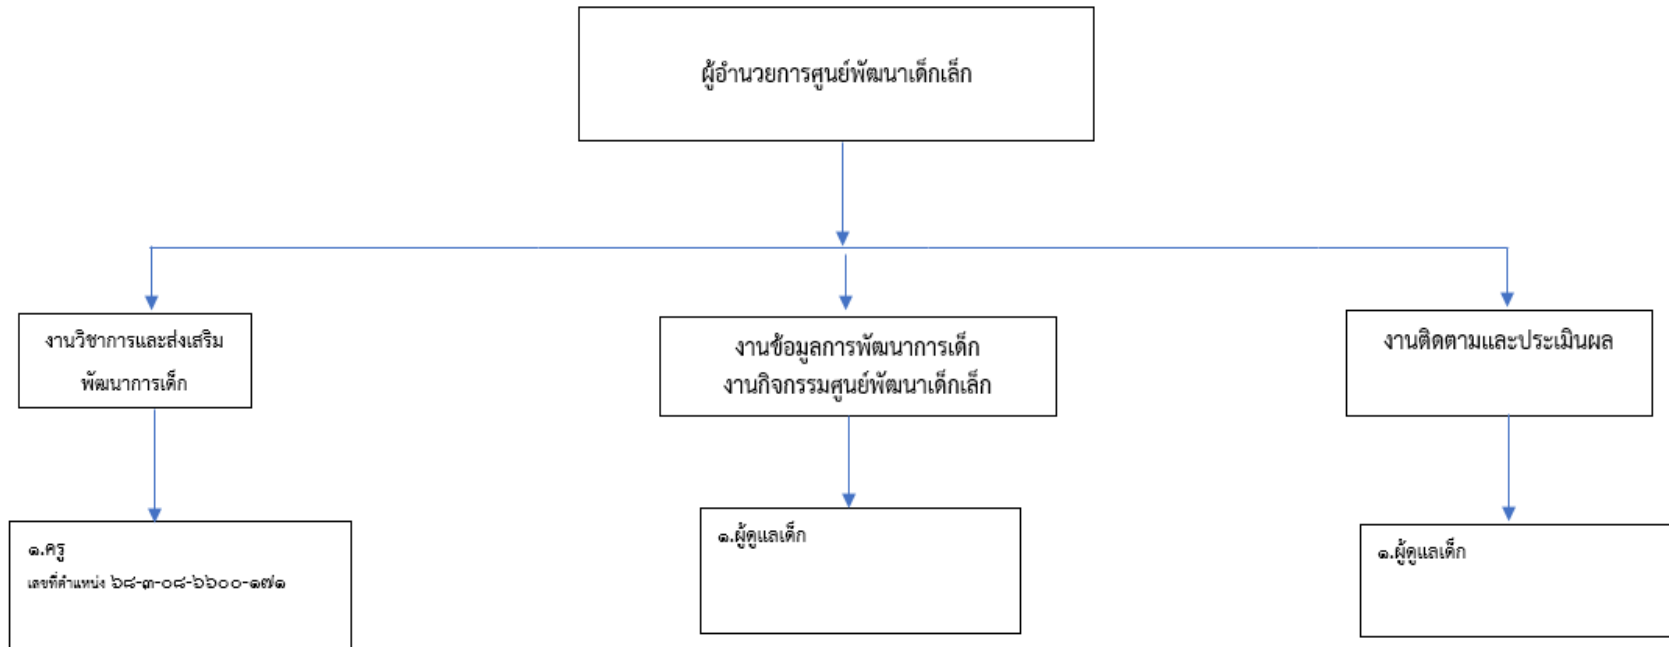 ผู้อำนวยการศูนย์พัฒนาเด็กเล็ก
งานวิชาการและส่งเสริม
พัฒนาการเด็ก
งานข้อมูลการพัฒนาการเด็ก
งานกิจกรรมศูนย์พัฒนาเด็กเล็ก
งานติดตามและประเมินผล
๑.ครู
เลขที่ตำแหน่ง ๖๘-๓-๐๘-๖๖๐๐-๑๗๑
๑.ผู้ดูแลเด็ก
๑.ผู้ดูแลเด็ก